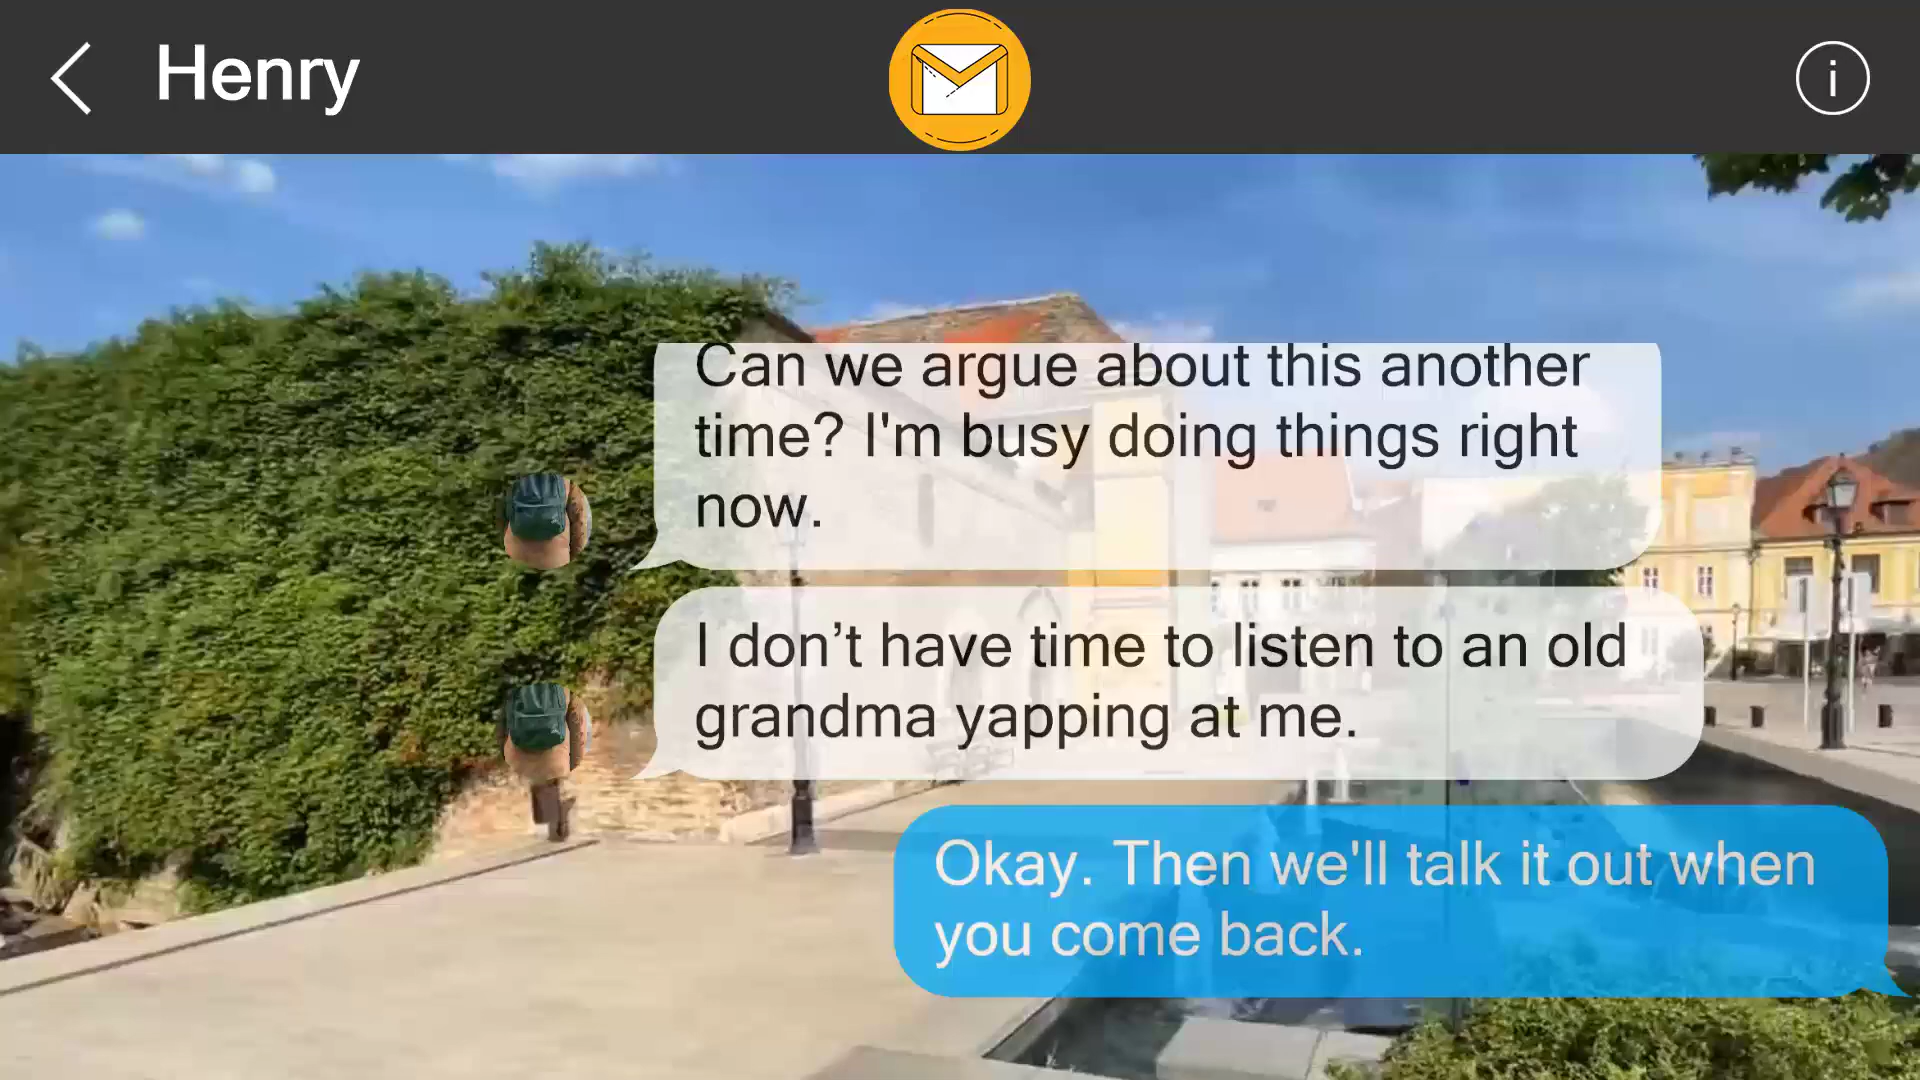 Henry
i
Can we argue about this another
time? I'm busy doing things right
now.
I don’t have time to listen to an old
grandma yapping at me.
Okay. Then we'll talk it out when
you come back.